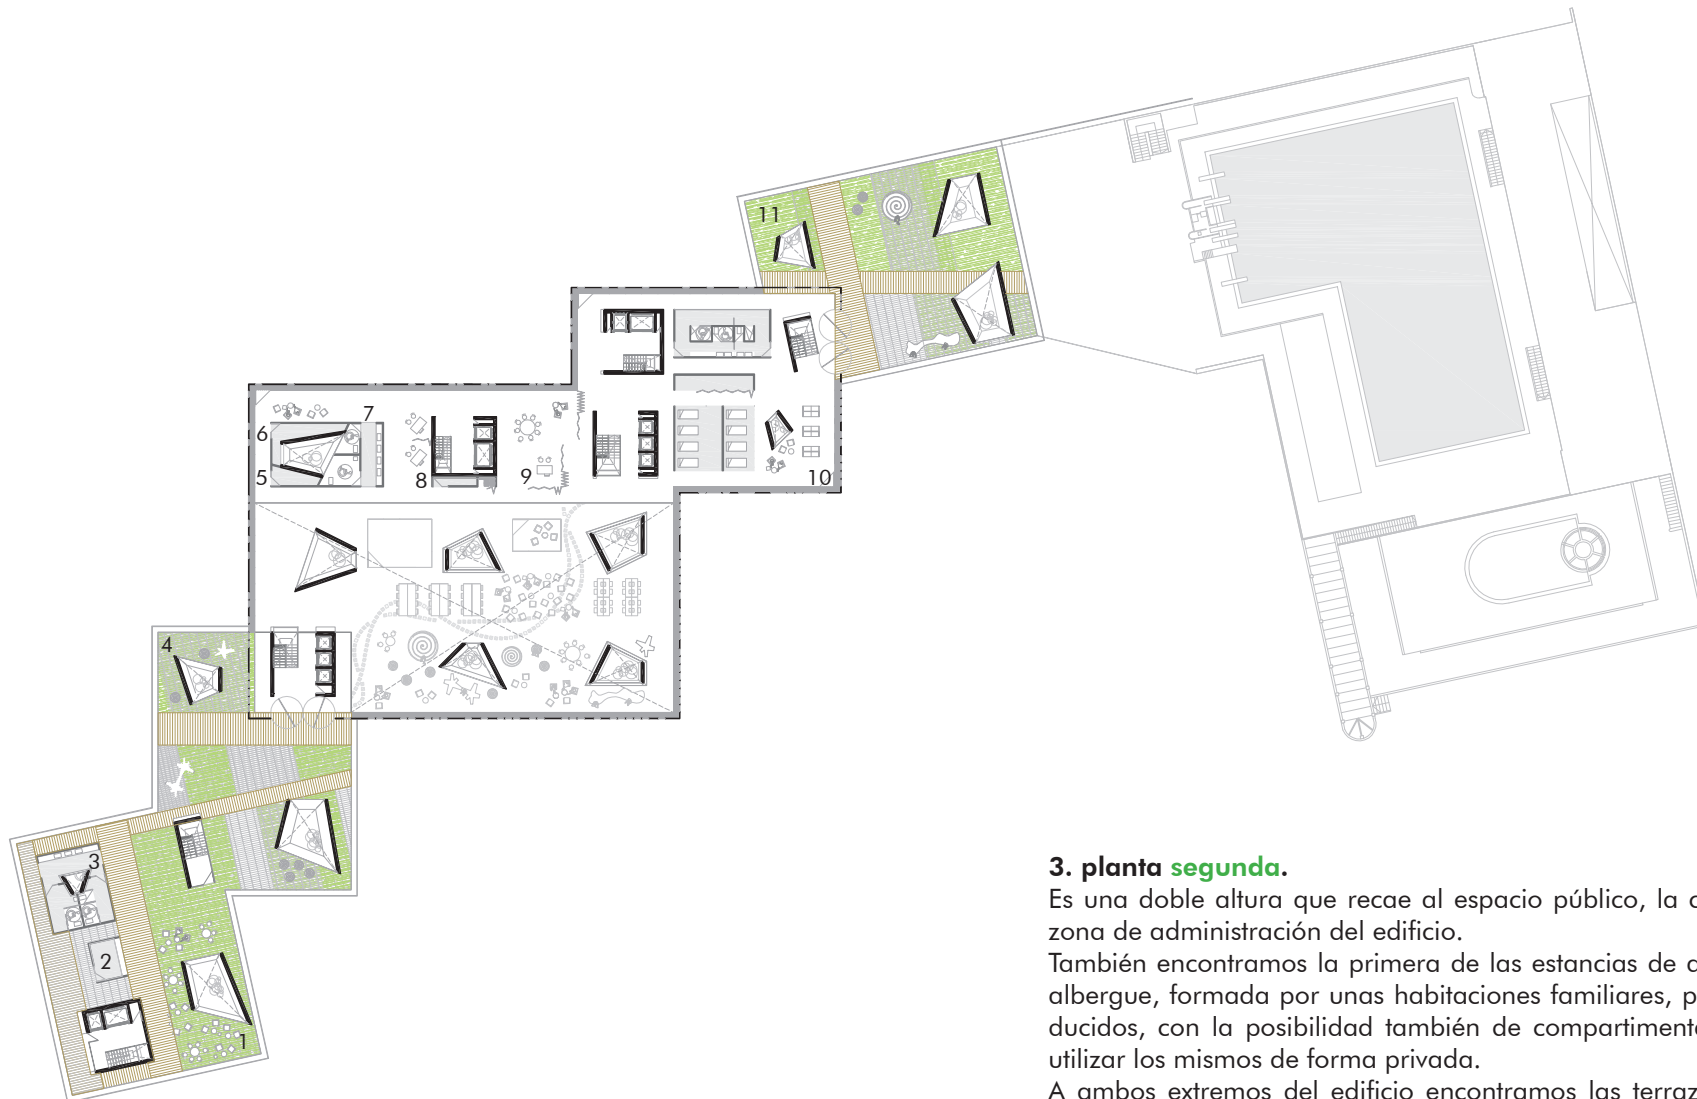 11
7
6
5
8
9
10
4
3
2
1
3. planta segunda.
Es una doble altura que recae al espacio público, la
zona de administración del edificio.
También encontramos la primera de las estancias de
albergue, formada por unas habitaciones familiares,
ducidos, con la posibilidad también de
utilizar los mismos de forma privada.
A ambos extremos del edificio encontramos las